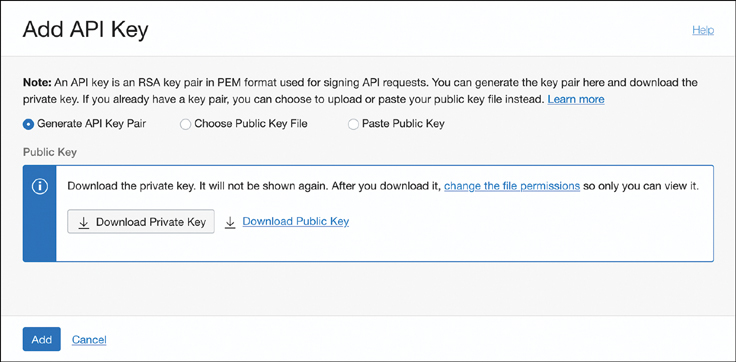 Add API Key
Help
Note: An API key is an RSA key pair in PEM format used for signing API requests. You can generate the key pair here and download the
private key. If you already have a key pair, you can choose to upload or paste your public key file instead. Learn more
Generate API Key Pair
Choose Public Key File
Paste Public Key
Public Key
Download the private key. It will not be shown again. After you download it, change the file permissions so only you can view it.
Download Private Key
Download Public Key
Add
Cancel